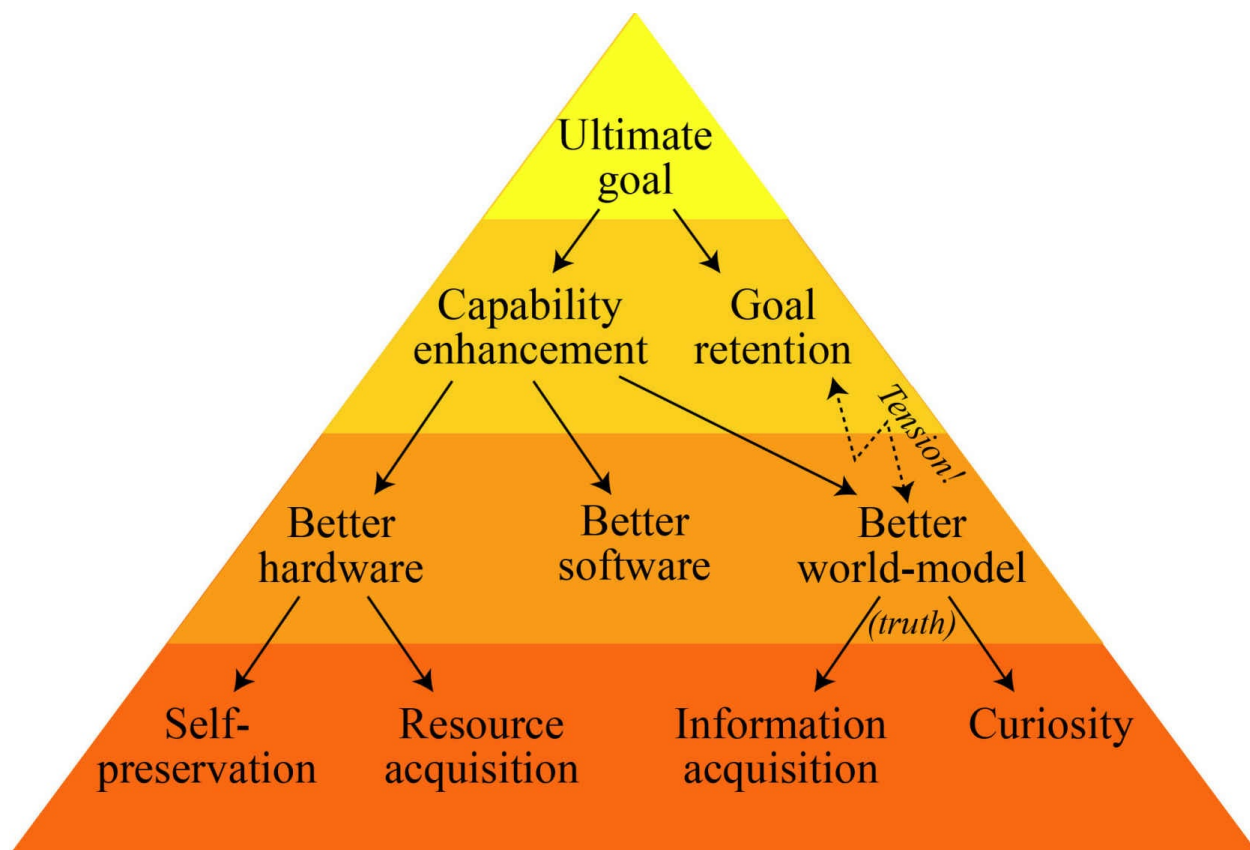 Ultimate
goal
Capability
enhancement
Goal
retention
Tension!
Better
hardware
Better
software
Better
world-model
(truth)
Self-
preservation
Resource
acquisition
Information
acquisition
Curiosity